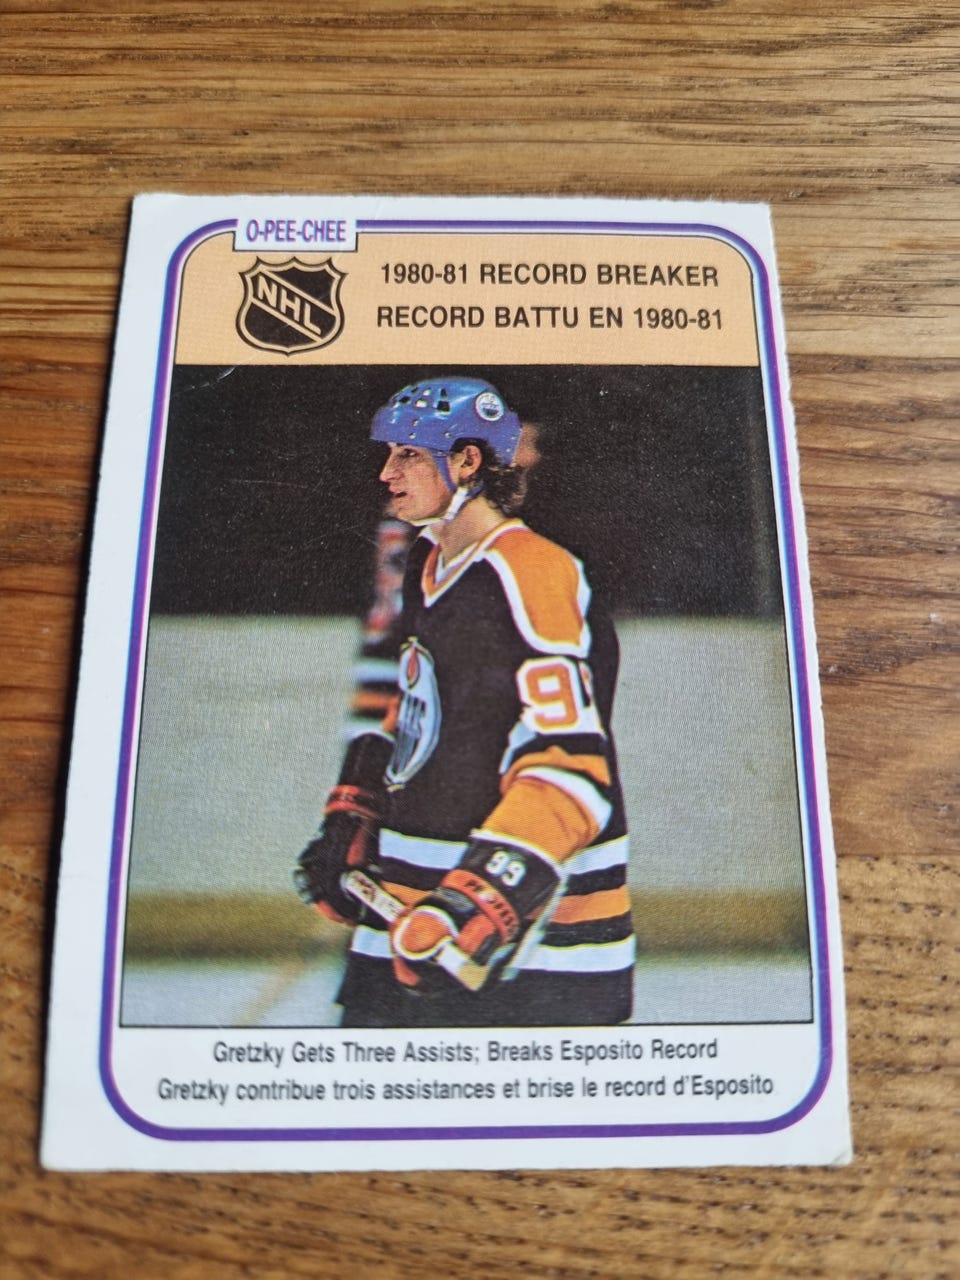 O-PEE-CHEE
NHL
1980-81 RECORD BREAKER
RECORD BATTU EN 1980-81
99
Gretzky Gets Three Assists; Breaks Esposito Record
Gretzky contribue trois assistances et brise le record d'Esposito